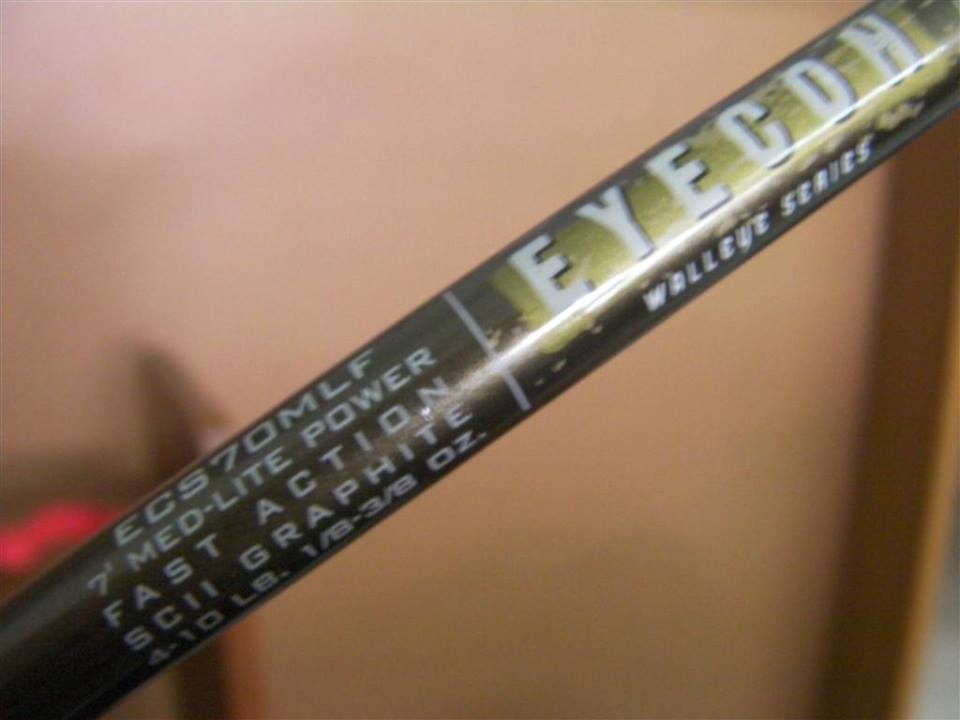 EYECON
WALLEYE SERIES
ECS70MLF
7' MED-LITE POWER
FAST ACTION
SCII GRAPHITE
4-10 LB. 1/8-3/8 OZ.